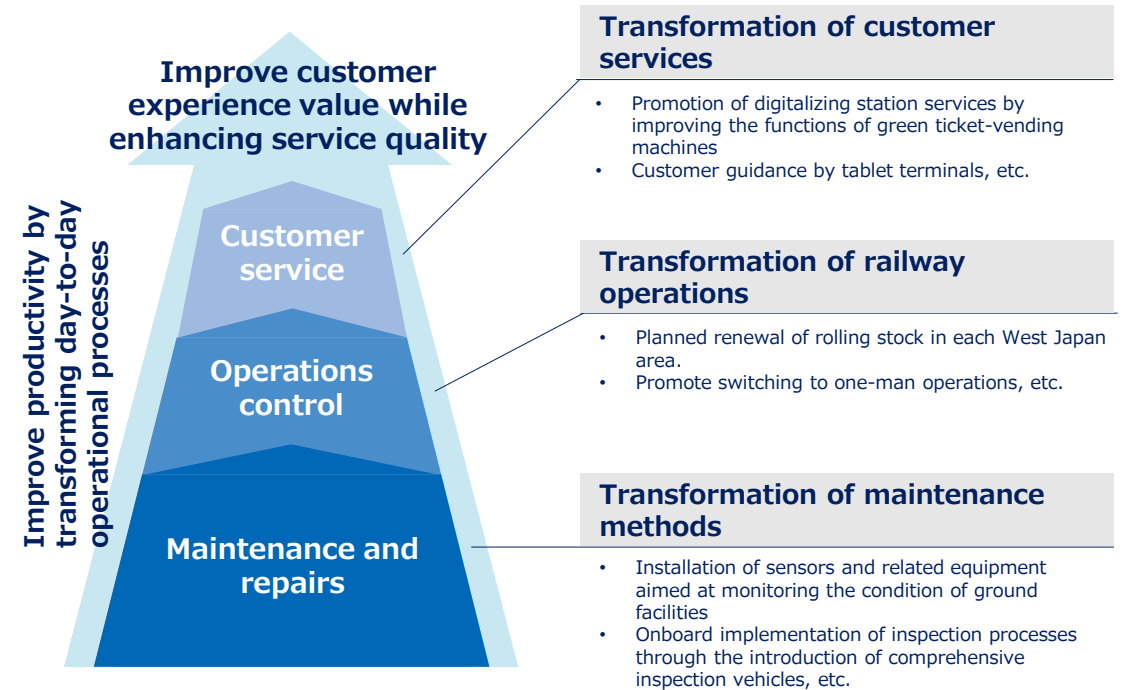 Improve customer
experience value while
enhancing service quality
Improve productivity by
transforming day-to-day
operational processes
Customer
service
Operations
control
Maintenance and
repairs
Transformation of customer
services
• Promotion of digitalizing station services by
improving the functions of green ticket-vending
machines
• Customer guidance by tablet terminals, etc.
Transformation of railway
operations
• Planned renewal of rolling stock in each West Japan
area.
• Promote switching to one-man operations, etc.
Transformation of maintenance
methods
• Installation of sensors and related equipment
aimed at monitoring the condition of ground
facilities
• Onboard implementation of inspection processes
through the introduction of comprehensive
inspection vehicles, etc.